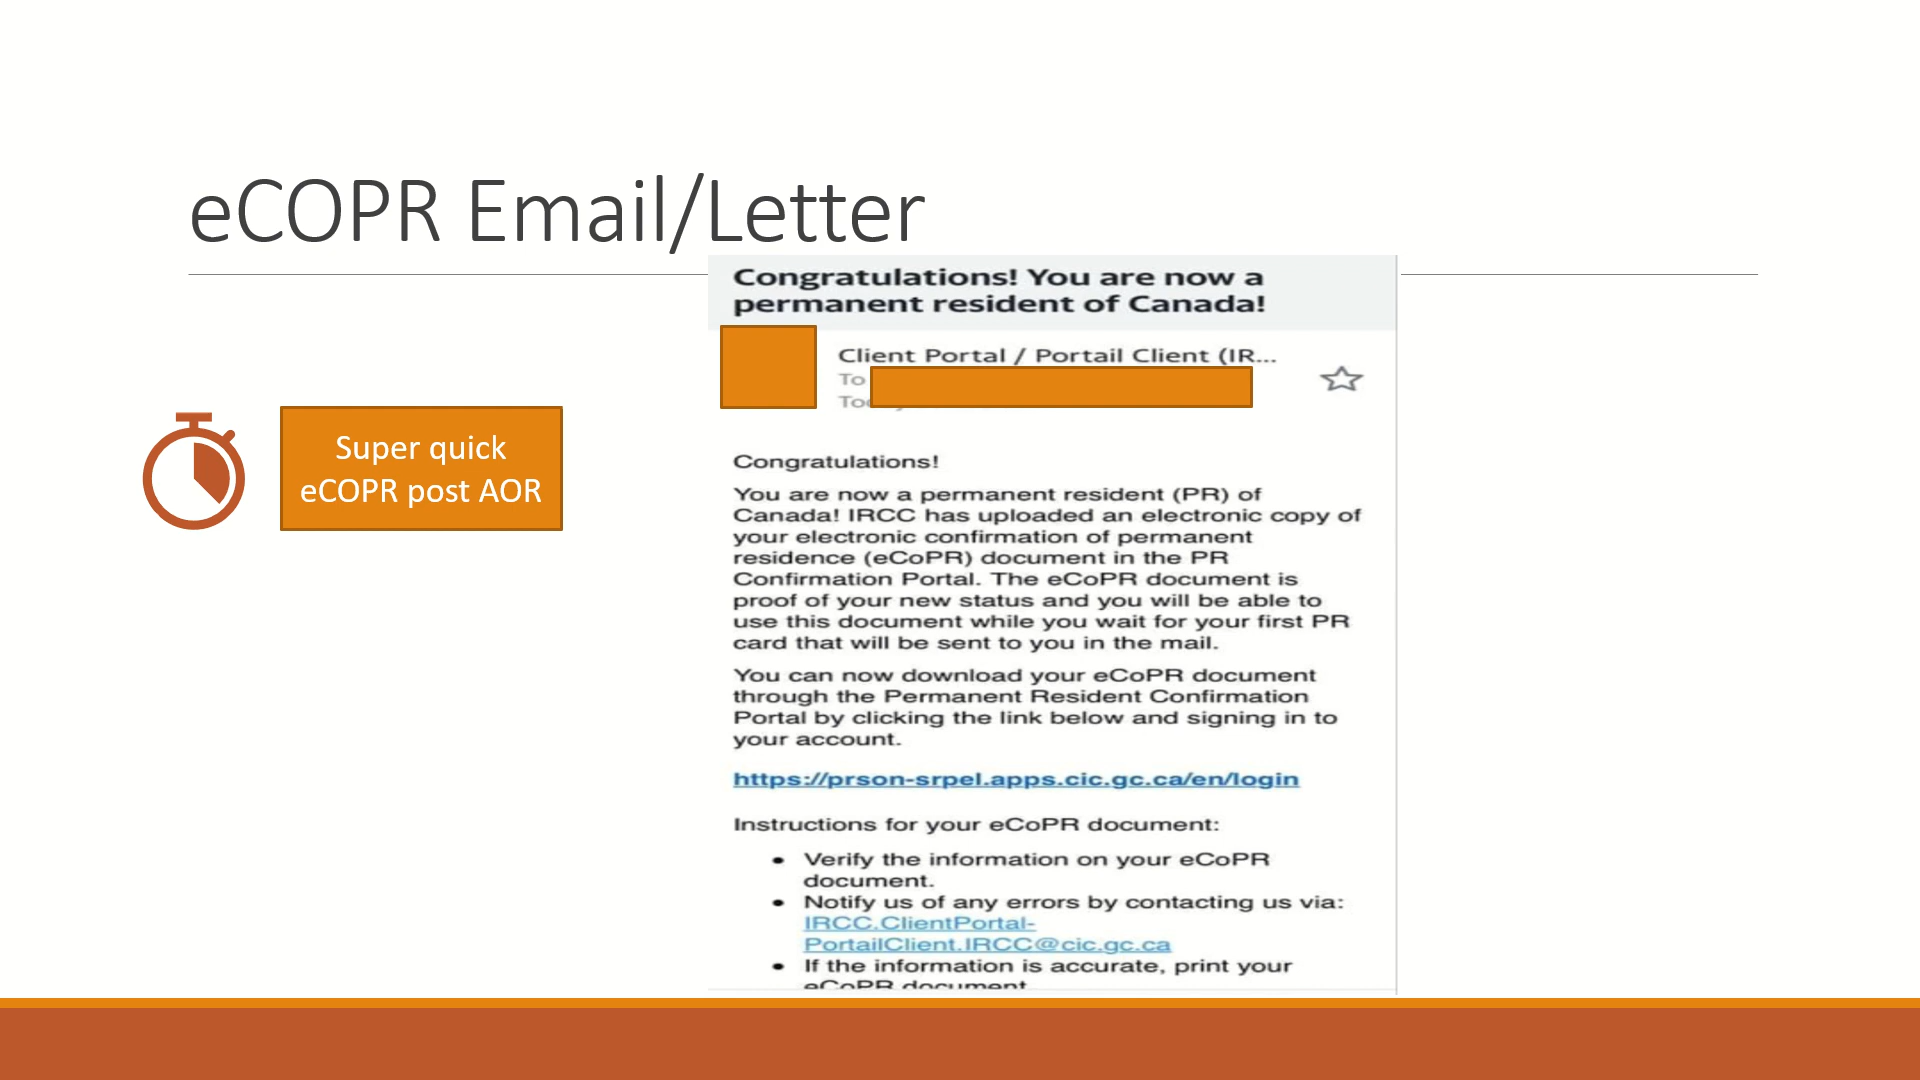 eCOPR Email/Letter
Super quick
eCOPR post AOR
Congratulations! You are now a
permanent resident of Canada!
Client Portal / Portail Client (IR...
To
Congratulations!
You are now a permanent resident (PR) of
Canada! IRCC has uploaded an electronic copy of
your electronic confirmation of permanent
residence (eCoPR) document in the PR
Confirmation Portal. The eCoPR document is
proof of your new status and you will be able to
use this document while you wait for your first PR
card that will be sent to you in the mail.
You can now download your eCoPR document
through the Permanent Resident Confirmation
Portal by clicking the link below and signing in to
your account.
https://prson-srpel.apps.cic.gc.ca/en/login
Instructions for your eCoPR document:
• Verify the information on your eCoPR
document.
• Notify us of any errors by contacting us via:
IRCC.ClientPortal-
PortailClient.IRCC@cic.gc.ca
• If the information is accurate, print your
eCoPR document